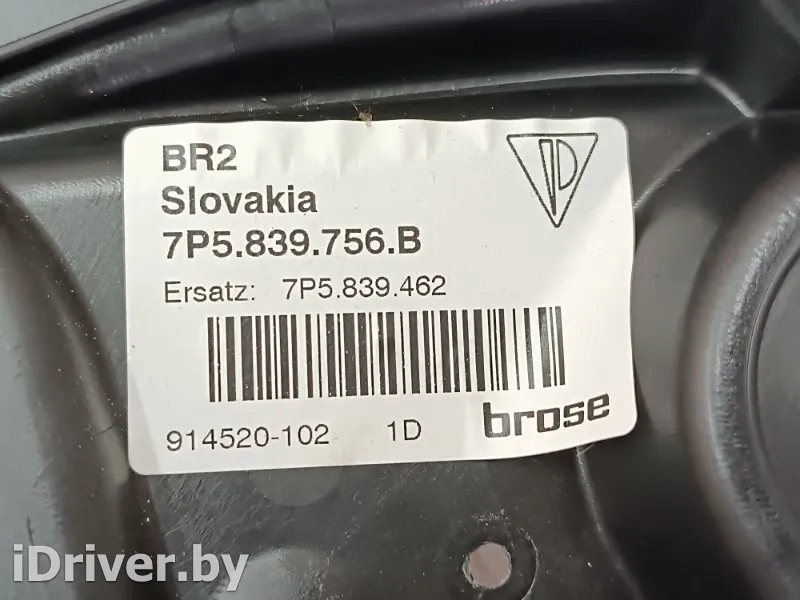 BR2
Slovakia
7P5.839.756.B
Ersatz: 7P5.839.462
914520-102 1D brose
iDriver.by